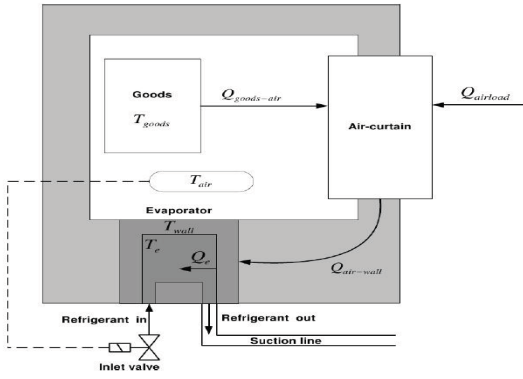 Goods
T_goods
Q_goods-air
Q_airload
Air-curtain
T_air
Evaporator
T_wall
T_e
Q_e
Q_air-wall
Refrigerant in
Refrigerant out
Suction line
Inlet valve